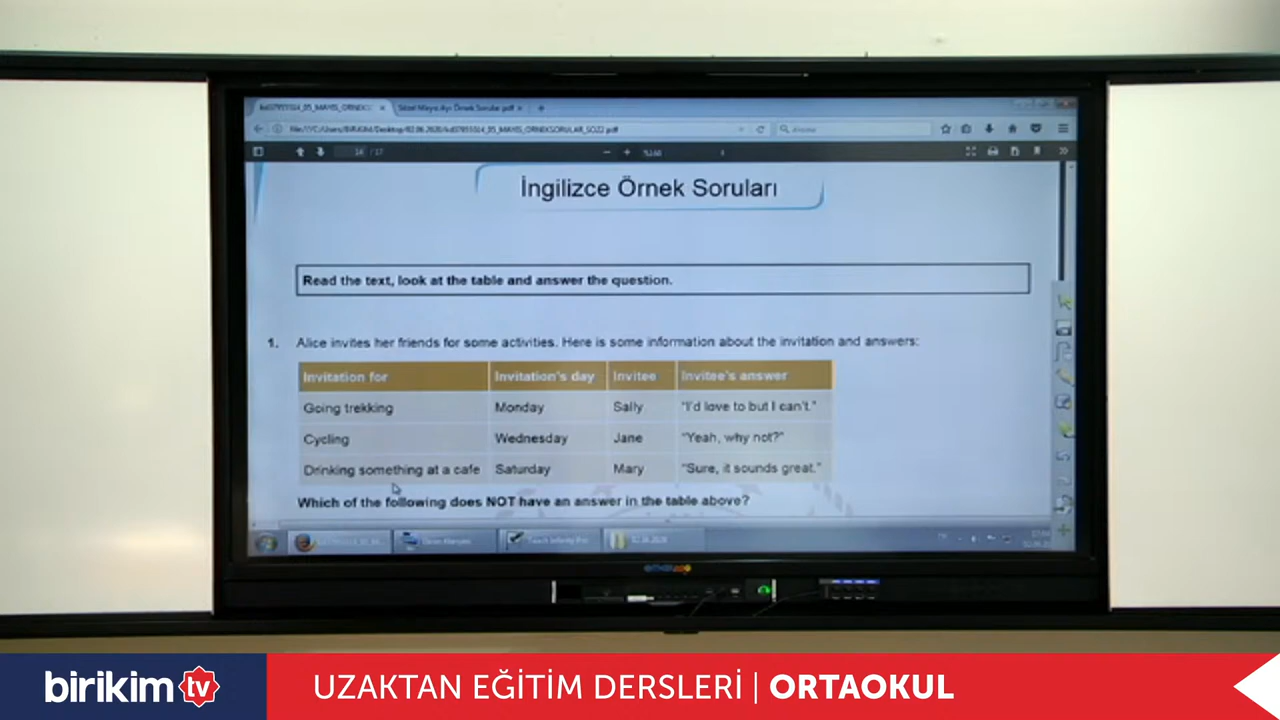 İngilizce Örnek Soruları
Read the text, look at the table and answer the question.
1. Alice invites her friends for some activities. Here is some information about the invitation and answers:
Invitation for Invitation's day Invitee Invitee's answer
Going trekking Monday Sally "I'd love to but I can't."
Cycling Wednesday Jane "Yeah, why not?"
Drinking something at a cafe Saturday Mary "Sure, it sounds great."
Which of the following does NOT have an answer in the table above?
birikim tv
UZAKTAN EĞİTİM DERSLERİ | ORTAOKUL